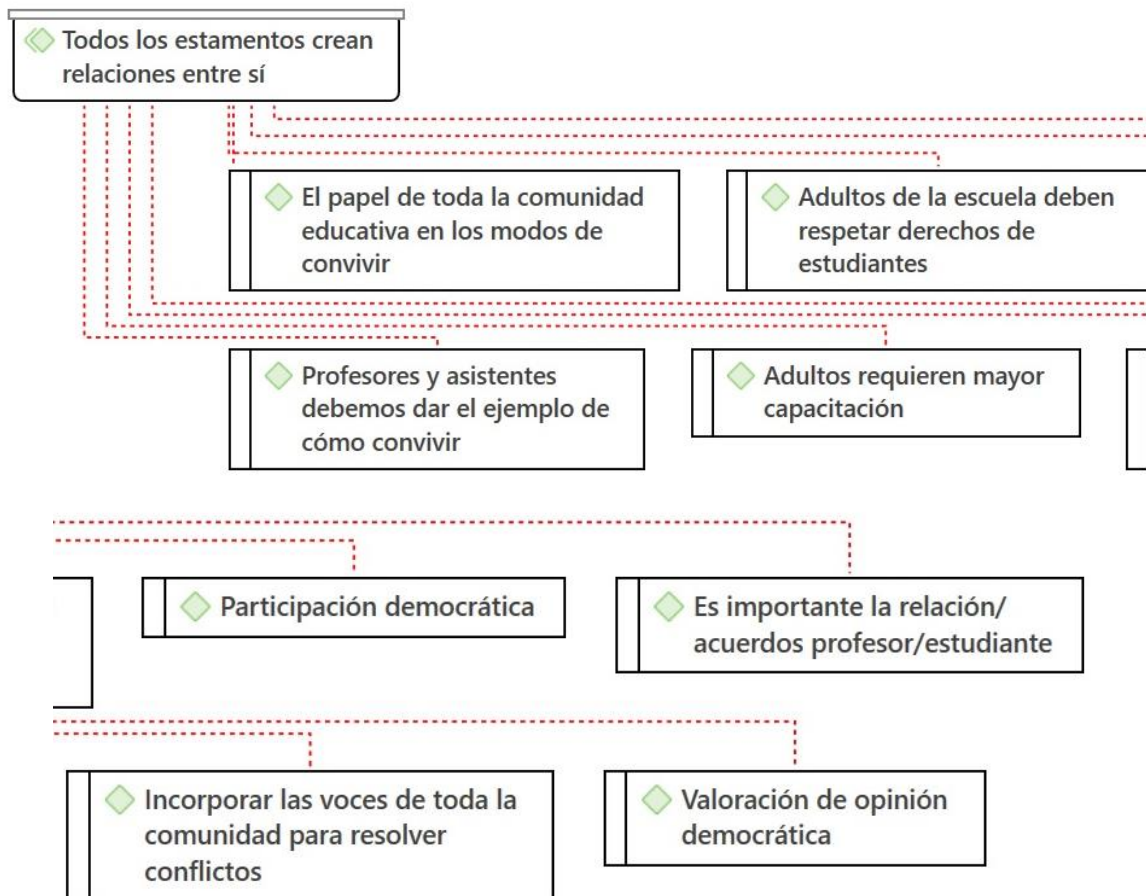 Todos los estamentos crean
relaciones entre sí
El papel de toda la comunidad
educativa en los modos de
convivir
Adultos de la escuela deben
respetar derechos de
estudiantes
Profesores y asistentes
debemos dar el ejemplo de
cómo convivir
Adultos requieren mayor
capacitación
Participación democrática
Es importante la relación/
acuerdos profesor/estudiante
Incorporar las voces de toda la
comunidad para resolver
conflictos
Valoración de opinión
democrática